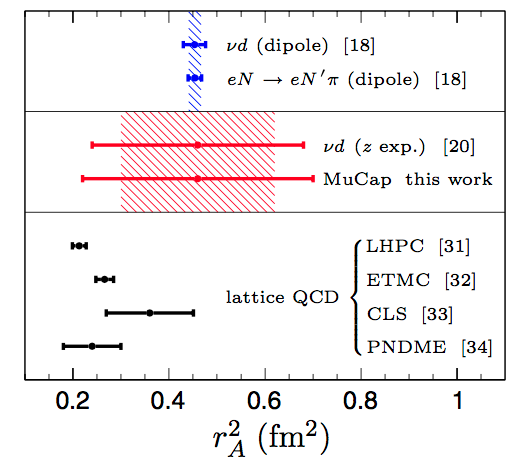 νd (dipole) [18]
eN → eN′π (dipole) [18]
νd (z exp.) [20]
MuCap this work
LHPC [31]
ETMC [32]
lattice QCD
CLS [33]
PNDME [34]
0.2 0.4 0.6 0.8 1
r_A^2 (fm^2)